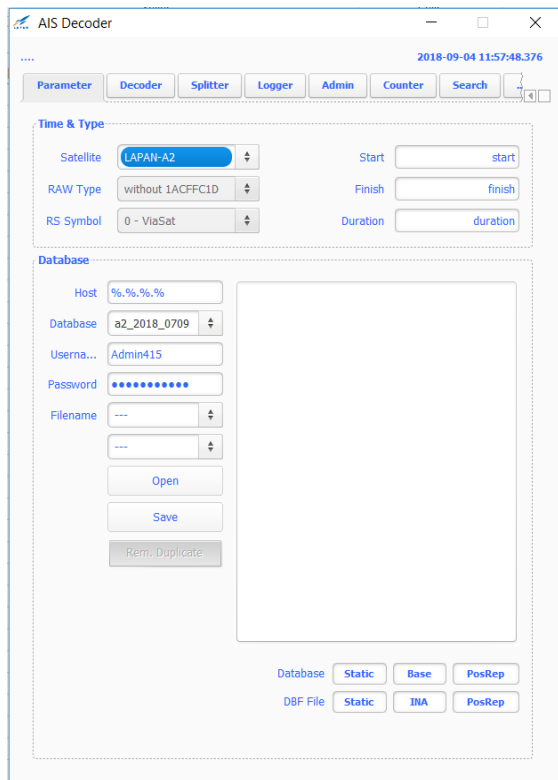 AIS Decoder
....
2018-09-04 11:57:48.376
Parameter Decoder Splitter Logger Admin Counter Search ..
Time & Type
Satellite LAPAN-A2 Start start
RAW Type without 1ACFFC1D Finish finish
RS Symbol 0 - ViaSat Duration duration
Database
Host %.%.%.%
Database a2_2018_0709
Userna... Admin415
Password ●●●●●●●●●●●
Filename ---
---
Open
Save
Rem. Duplicate
Database Static Base PosRep
DBF File Static INA PosRep